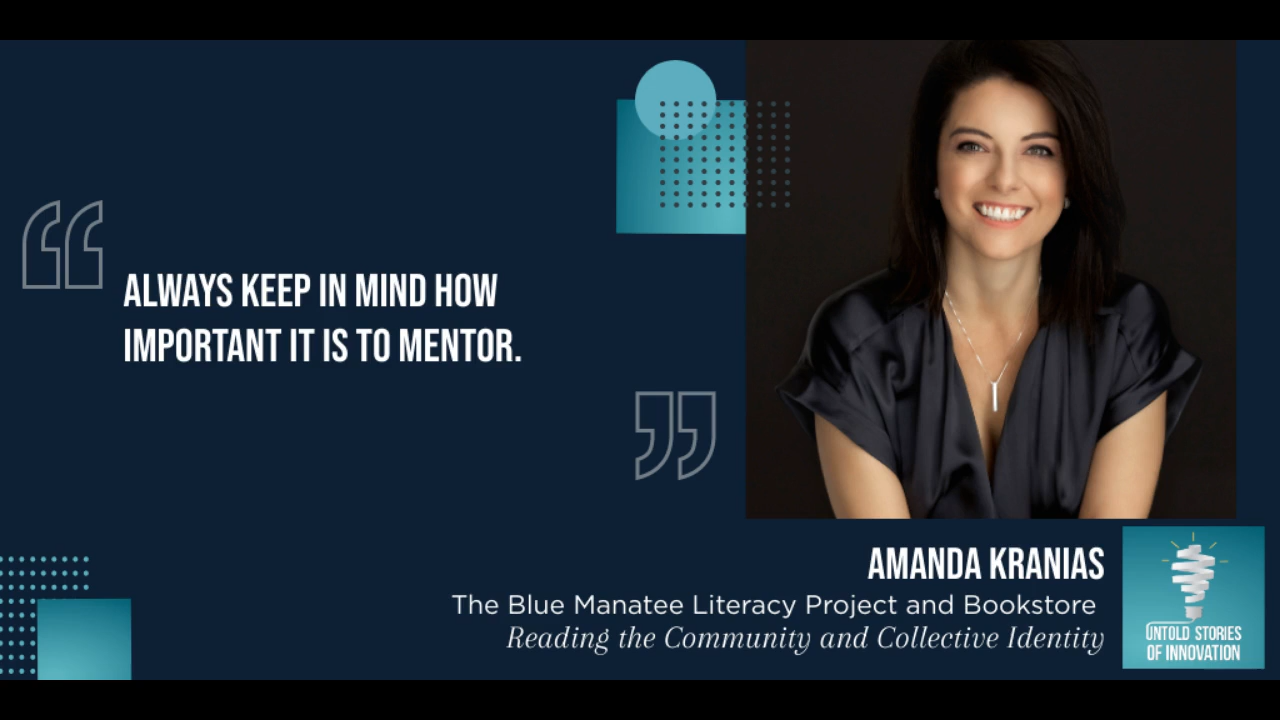 ALWAYS KEEP IN MIND HOW
IMPORTANT IT IS TO MENTOR.
AMANDA KRANIAS
The Blue Manatee Literacy Project and Bookstore
Reading the Community and Collective Identity
UNTOLD STORIES
OF INNOVATION